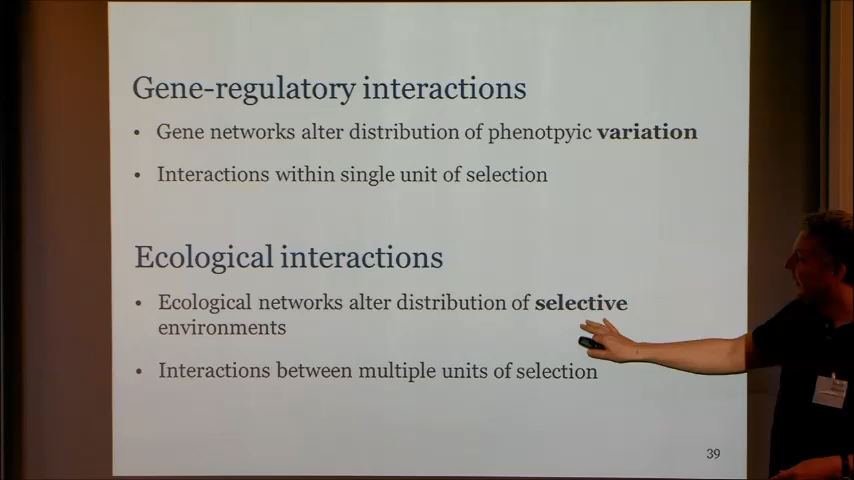 Gene-regulatory interactions
• Gene networks alter distribution of phenotpyic variation
• Interactions within single unit of selection
Ecological interactions
• Ecological networks alter distribution of selective
environments
• Interactions between multiple units of selection
39